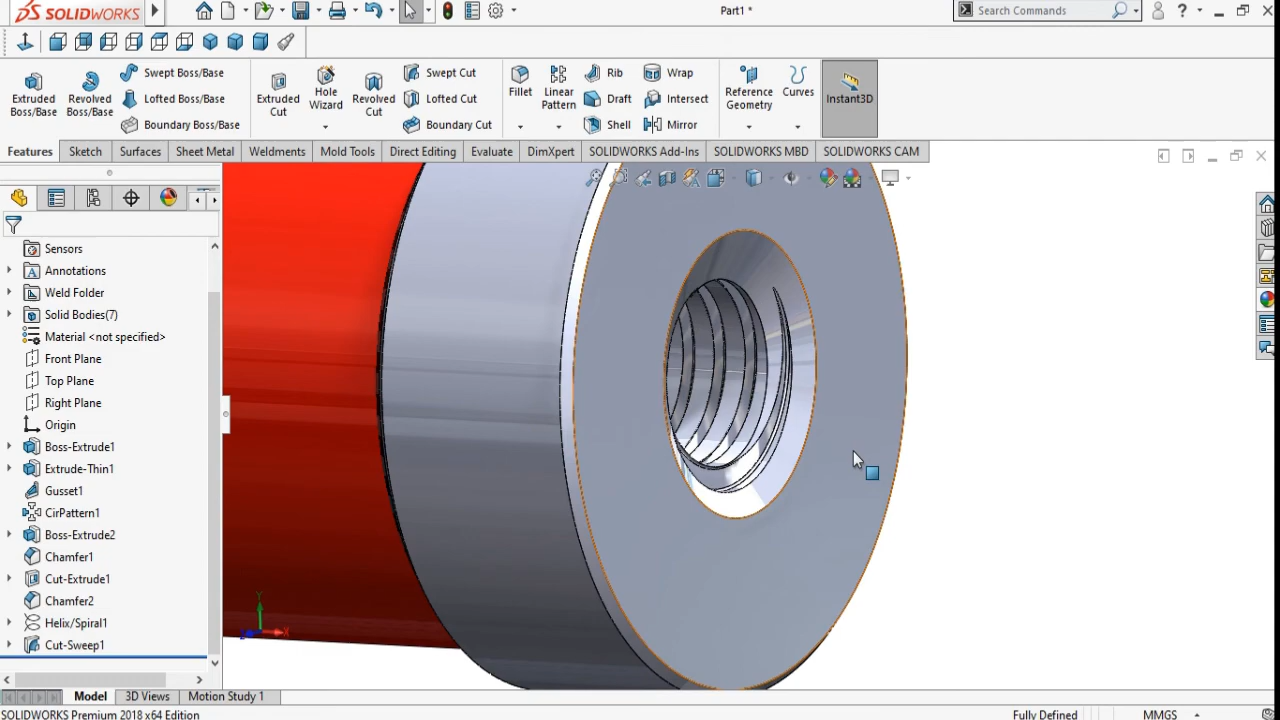 SOLIDWORKS
Part1 *
Search Commands
?
Extruded Boss/Base
Revolved Boss/Base
Swept Boss/Base
Lofted Boss/Base
Boundary Boss/Base
Extruded Cut
Hole Wizard
Revolved Cut
Swept Cut
Lofted Cut
Boundary Cut
Fillet
Linear Pattern
Rib
Draft
Shell
Wrap
Intersect
Mirror
Reference Geometry
Curves
Instant3D
Features Sketch Surfaces Sheet Metal Weldments Mold Tools Direct Editing Evaluate DimXpert SOLIDWORKS Add-Ins SOLIDWORKS MBD SOLIDWORKS CAM
Sensors
Annotations
Weld Folder
Solid Bodies(7)
Material <not specified>
Front Plane
Top Plane
Right Plane
Origin
Boss-Extrude1
Extrude-Thin1
Gusset1
CirPattern1
Boss-Extrude2
Chamfer1
Cut-Extrude1
Chamfer2
Helix/Spiral1
Cut-Sweep1
Y
X
Z
Model 3D Views Motion Study 1
SOLIDWORKS Premium 2018 x64 Edition Fully Defined MMGS